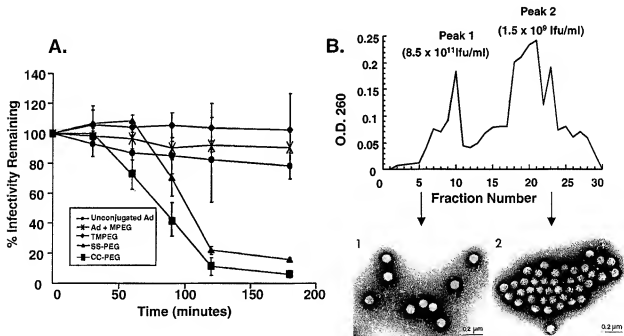 A.
% Infectivity Remaining
140
120
100
80
60
40
20
0
0
50
100
150
200
Time (minutes)
Unconjugated Ad
Ad + MPEG
TMPEG
SS-PEG
CC-PEG
B.
Peak 1
(8.5 x 10¹¹lfu/ml)
Peak 2
(1.5 x 10⁹ lfu/ml)
O.D. 260
0.25
0.2
0.15
0.1
0.05
0
0
5
10
15
20
25
30
Fraction Number
1
0.2 µm
2
0.2 µm